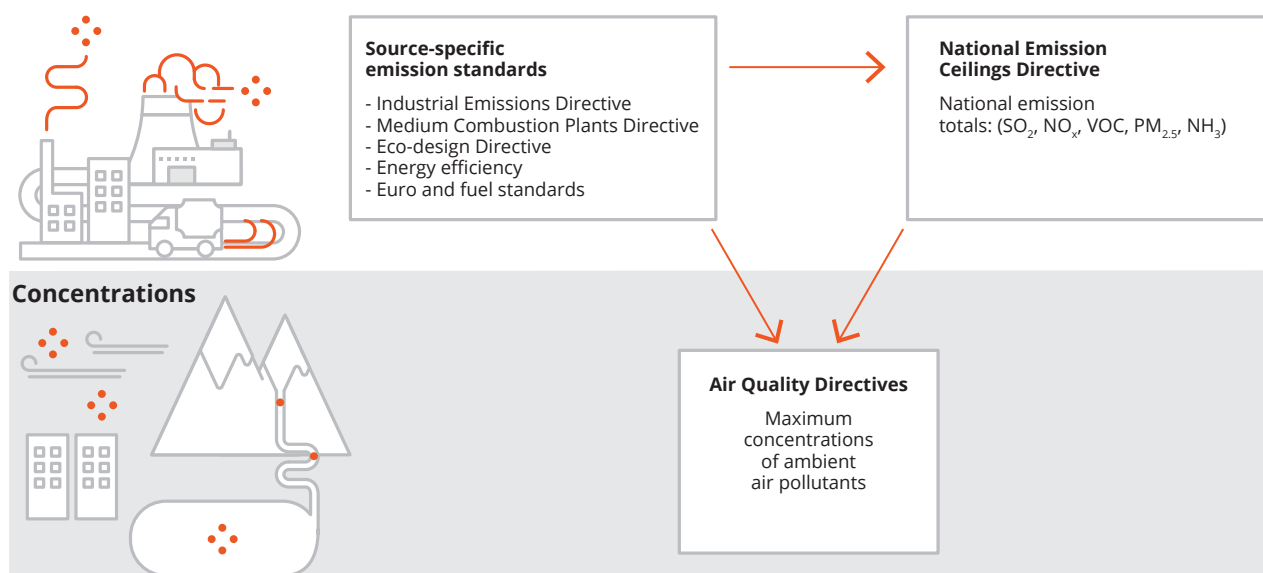 Source-specific
emission standards
- Industrial Emissions Directive
- Medium Combustion Plants Directive
- Eco-design Directive
- Energy efficiency
- Euro and fuel standards
National Emission
Ceilings Directive
National emission
totals: (SO₂, NOₓ, VOC, PM₂.₅, NH₃)
Concentrations
Air Quality Directives
Maximum
concentrations
of ambient
air pollutants